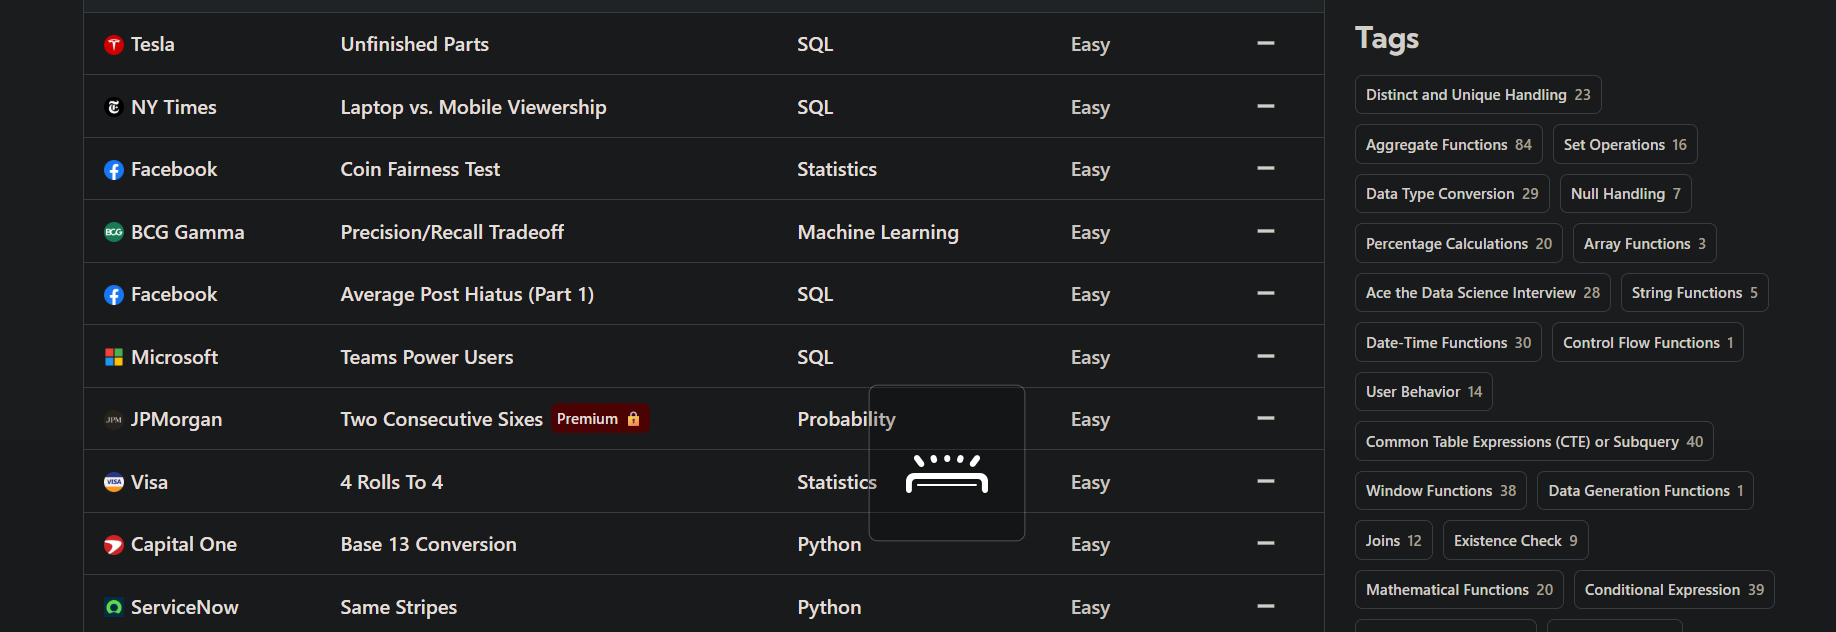 Tesla Unfinished Parts SQL Easy
NY Times Laptop vs. Mobile Viewership SQL Easy
Facebook Coin Fairness Test Statistics Easy
BCG BCG Gamma Precision/Recall Tradeoff Machine Learning Easy
Facebook Average Post Hiatus (Part 1) SQL Easy
Microsoft Teams Power Users SQL Easy
JPM JPMorgan Two Consecutive Sixes Premium Probability Easy
VISA Visa 4 Rolls To 4 Statistics Easy
Capital One Base 13 Conversion Python Easy
ServiceNow Same Stripes Python Easy
Tags
Distinct and Unique Handling 23
Aggregate Functions 84 Set Operations 16
Data Type Conversion 29 Null Handling 7
Percentage Calculations 20 Array Functions 3
Ace the Data Science Interview 28 String Functions 5
Date-Time Functions 30 Control Flow Functions 1
User Behavior 14
Common Table Expressions (CTE) or Subquery 40
Window Functions 38 Data Generation Functions 1
Joins 12 Existence Check 9
Mathematical Functions 20 Conditional Expression 39